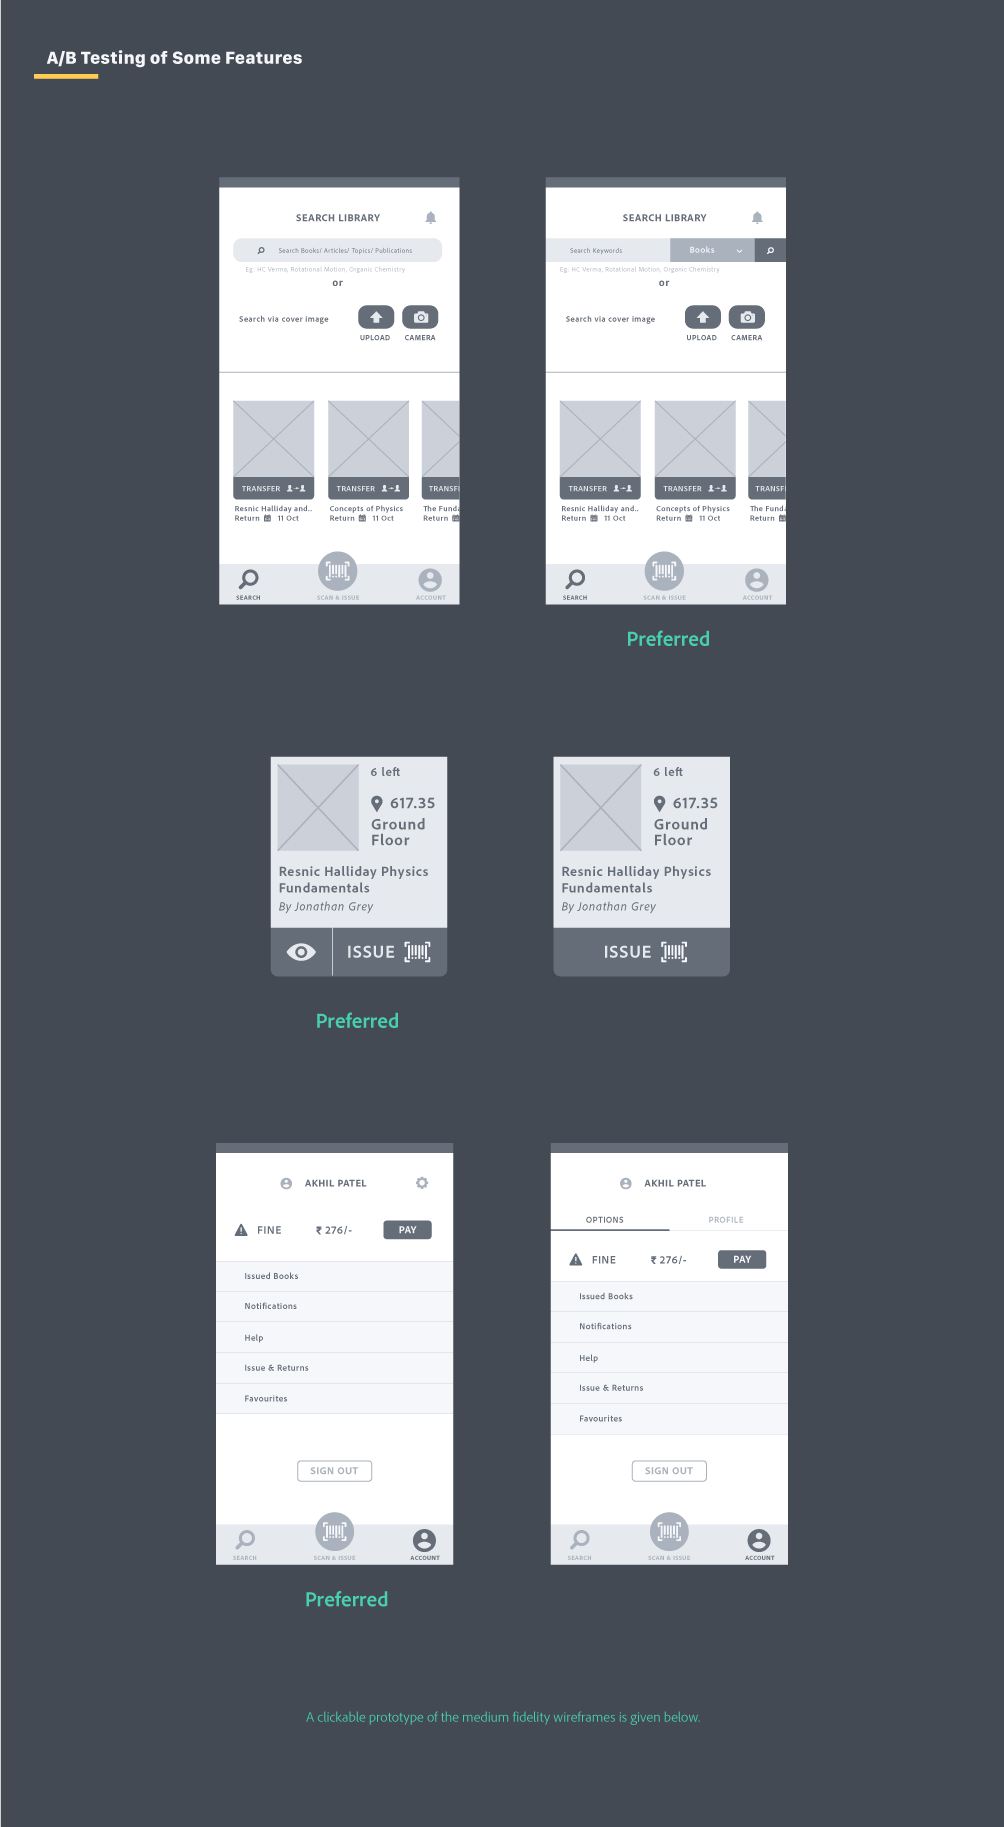 A/B Testing of Some Features
SEARCH LIBRARY
Search Books/ Articles/ Topics/ Publications
Eg: HC Verma, Rotational Motion, Organic Chemistry
or
Search via cover image
UPLOAD CAMERA
TRANSFER TRANSFER TRANSF
Resnic Halliday and.. Concepts of Physics The Funda
Return 11 Oct Return 11 Oct Return
SEARCH SCAN & ISSUE ACCOUNT
SEARCH LIBRARY
Search Keywords Books
Eg: HC Verma, Rotational Motion, Organic Chemistry
or
Search via cover image
UPLOAD CAMERA
TRANSFER TRANSFER TRANSF
Resnic Halliday and.. Concepts of Physics The Funda
Return 11 Oct Return 11 Oct Return
SEARCH SCAN & ISSUE ACCOUNT
Preferred
6 left
617.35
Ground
Floor
Resnic Halliday Physics
Fundamentals
By Jonathan Grey
ISSUE
6 left
617.35
Ground
Floor
Resnic Halliday Physics
Fundamentals
By Jonathan Grey
ISSUE
Preferred
AKHIL PATEL
FINE ₹ 276/- PAY
Issued Books
Notifications
Help
Issue & Returns
Favourites
SIGN OUT
SEARCH SCAN & ISSUE ACCOUNT
AKHIL PATEL
OPTIONS PROFILE
FINE ₹ 276/- PAY
Issued Books
Notifications
Help
Issue & Returns
Favourites
SIGN OUT
SEARCH SCAN & ISSUE ACCOUNT
Preferred
A clickable prototype of the medium fidelity wireframes is given below.